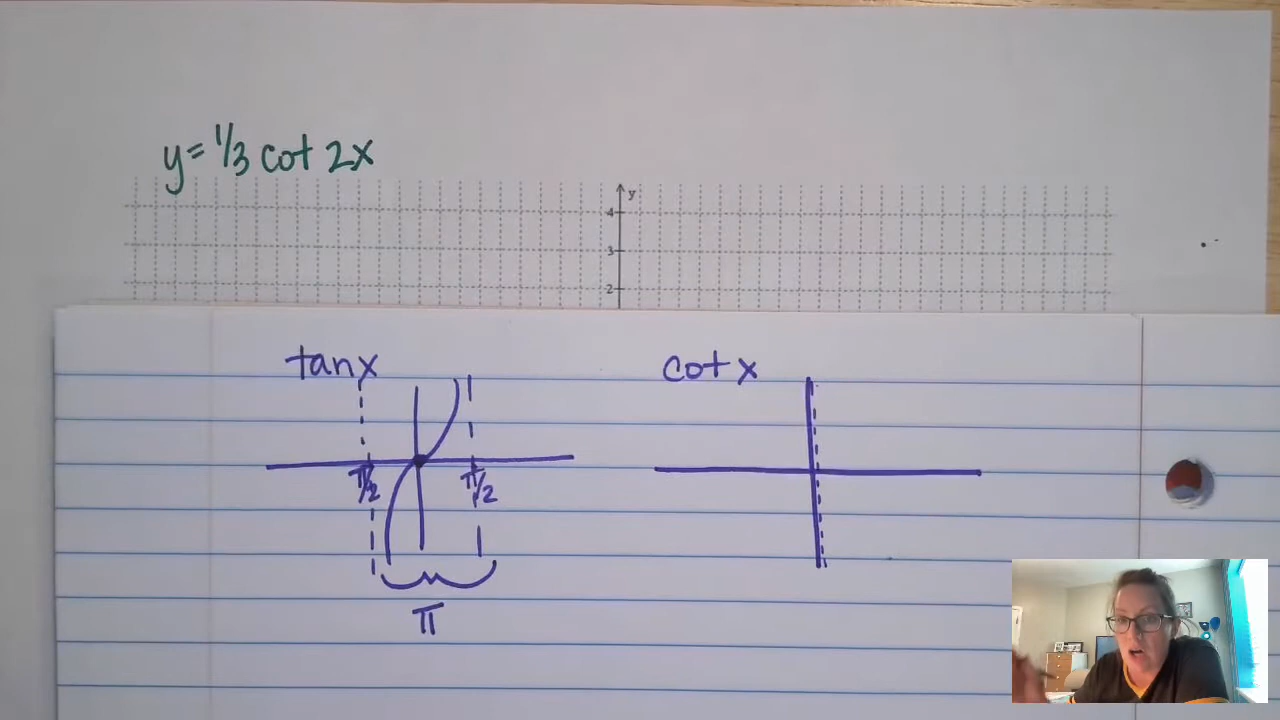 y = 1/3 cot 2x
y
4
3
2
tan x
cot x
π/2
π/2
π